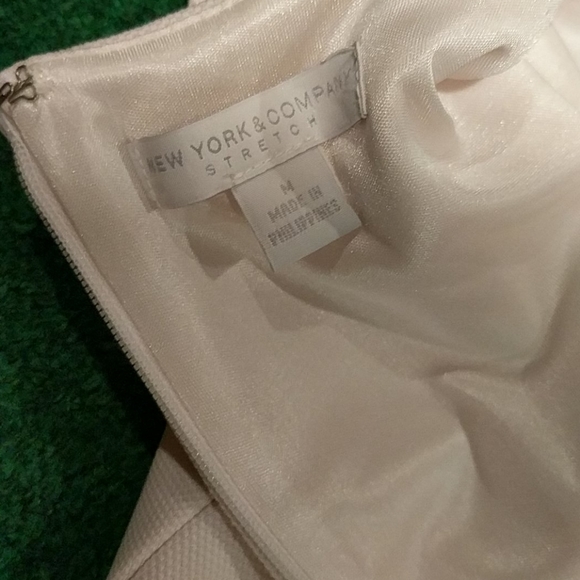 NEW YORK & COMPANY
STRETCH
M
MADE IN
PHILIPPINES